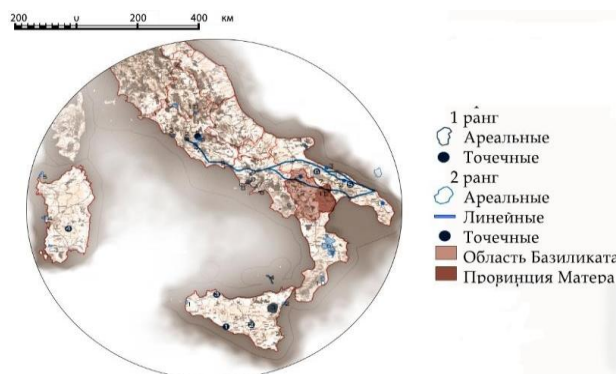 200 0 200 400 км
1 ранг
Ареальные
Точечные
2 ранг
Ареальные
Линейные
Точечные
Область Базиликата
Провинция Матера